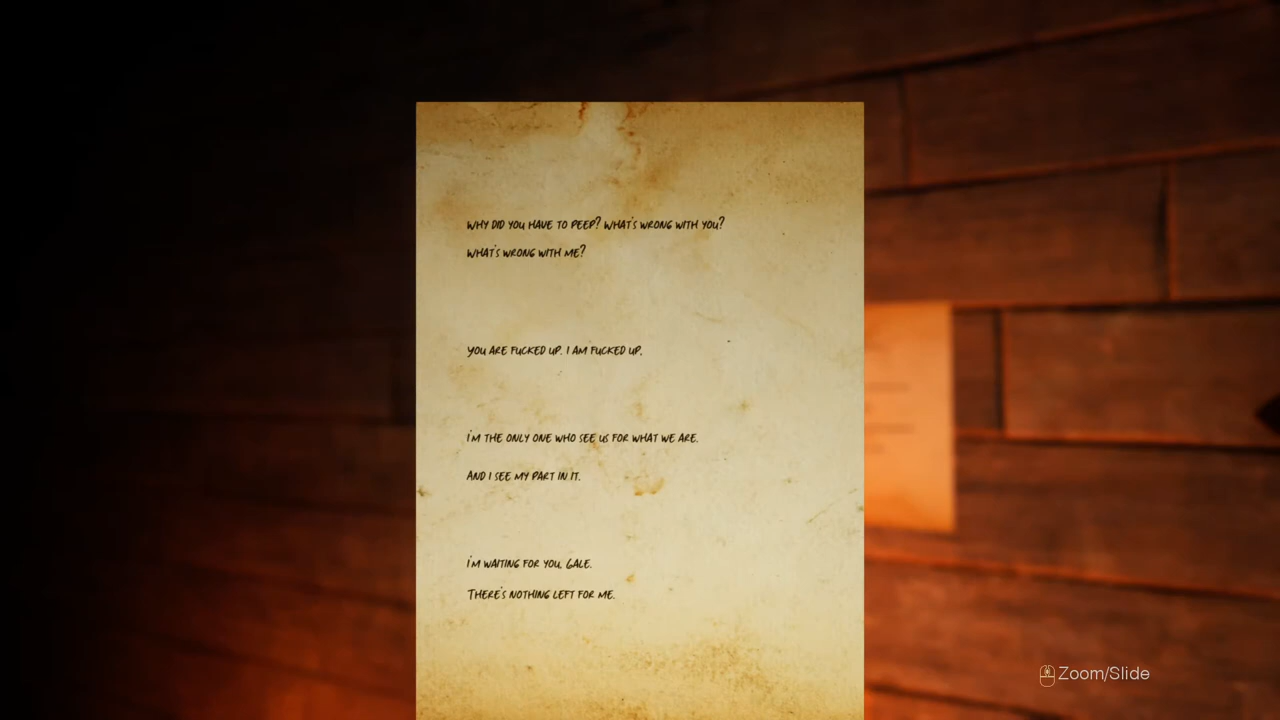 WHY DID YOU HAVE TO PEEP? WHAT'S WRONG WITH YOU?
WHAT'S WRONG WITH ME?
YOU ARE FUCKED UP. I AM FUCKED UP.
I'M THE ONLY ONE WHO SEE US FOR WHAT WE ARE.
AND I SEE MY PART IN IT.
I'M WAITING FOR YOU, GALE.
THERE'S NOTHING LEFT FOR ME.
Zoom/Slide